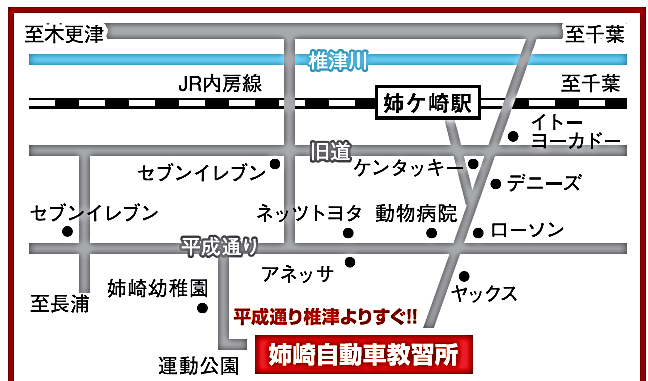 至木更津
至千葉
椎津川
JR内房線
至千葉
姉ケ崎駅
イトー
ヨーカドー
旧道
セブンイレブン
ケンタッキー
デニーズ
セブンイレブン
ネッツトヨタ
動物病院
ローソン
平成通り
アネッサ
姉崎幼稚園
ヤックス
至長浦
平成通り椎津よりすぐ!!
姉崎自動車教習所
運動公園